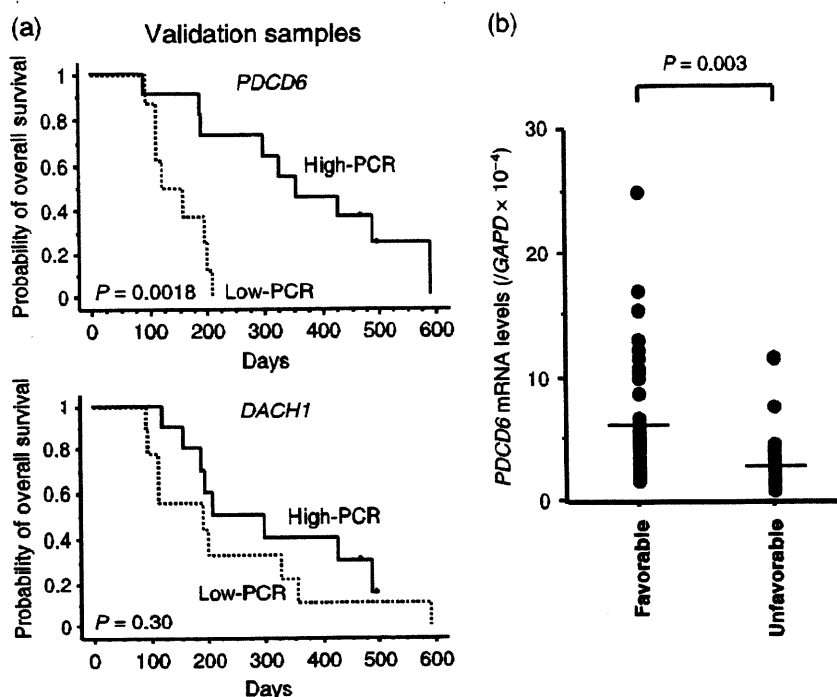 (a)
Validation samples
PDCD6
Probability of overall survival
1
0.8
0.6
0.4
0.2
0
High-PCR
Low-PCR
P = 0.0018
0 100 200 300 400 500 600
Days
DACH1
Probability of overall survival
1
0.8
0.6
0.4
0.2
0
High-PCR
Low-PCR
P = 0.30
0 100 200 300 400 500 600
Days
(b)
P = 0.003
PDCD6 mRNA levels (/GAPD × 10⁻⁴)
30
20
10
0
Favorable
Unfavorable